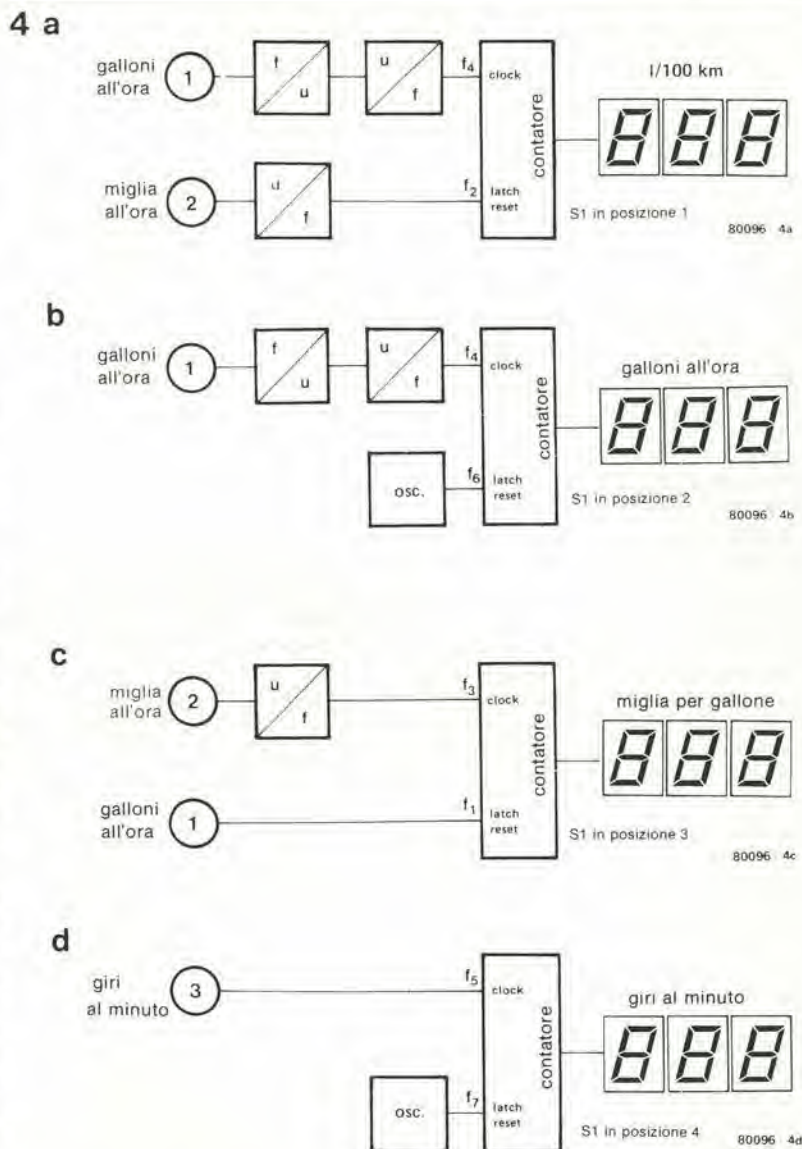 4 a
galloni
all'ora
1
f
u
u
f
f4
clock
contatore
l/100 km
888
miglia
all'ora
2
u
f
f2
latch
reset
S1 in posizione 1
80096 4a
b
galloni
all'ora
1
f
u
u
f
f4
clock
contatore
galloni all'ora
888
osc.
f6
latch
reset
S1 in posizione 2
80096 4b
c
miglia
all'ora
2
u
f
f3
clock
contatore
miglia per gallone
888
galloni
all'ora
1
f1
latch
reset
S1 in posizione 3
80096 4c
d
giri
al minuto
3
f5
clock
contatore
giri al minuto
888
osc.
f7
latch
reset
S1 in posizione 4
80096 4d